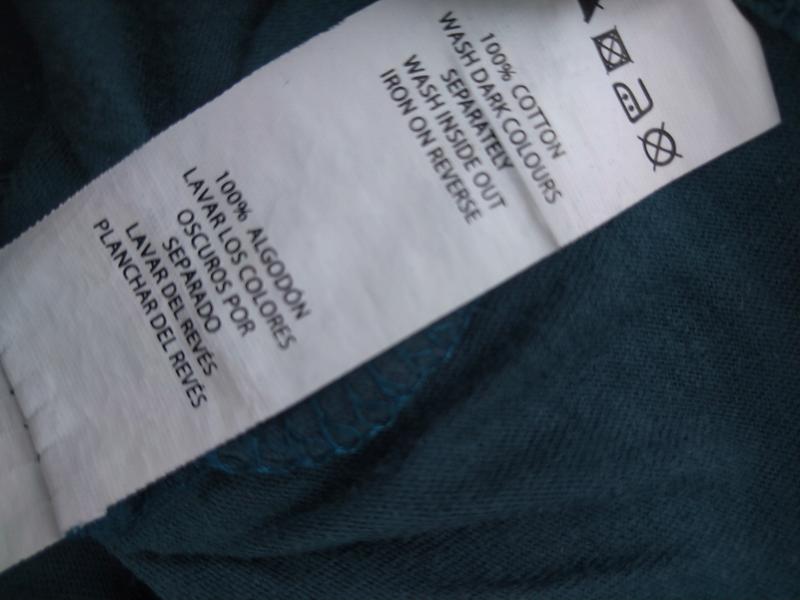 100% COTTON
WASH DARK COLOURS
SEPARATELY
WASH INSIDE OUT
IRON ON REVERSE
100% ALGODÓN
LAVAR LOS COLORES
OSCUROS POR
SEPARADO
LAVAR DEL REVÉS
PLANCHAR DEL REVÉS